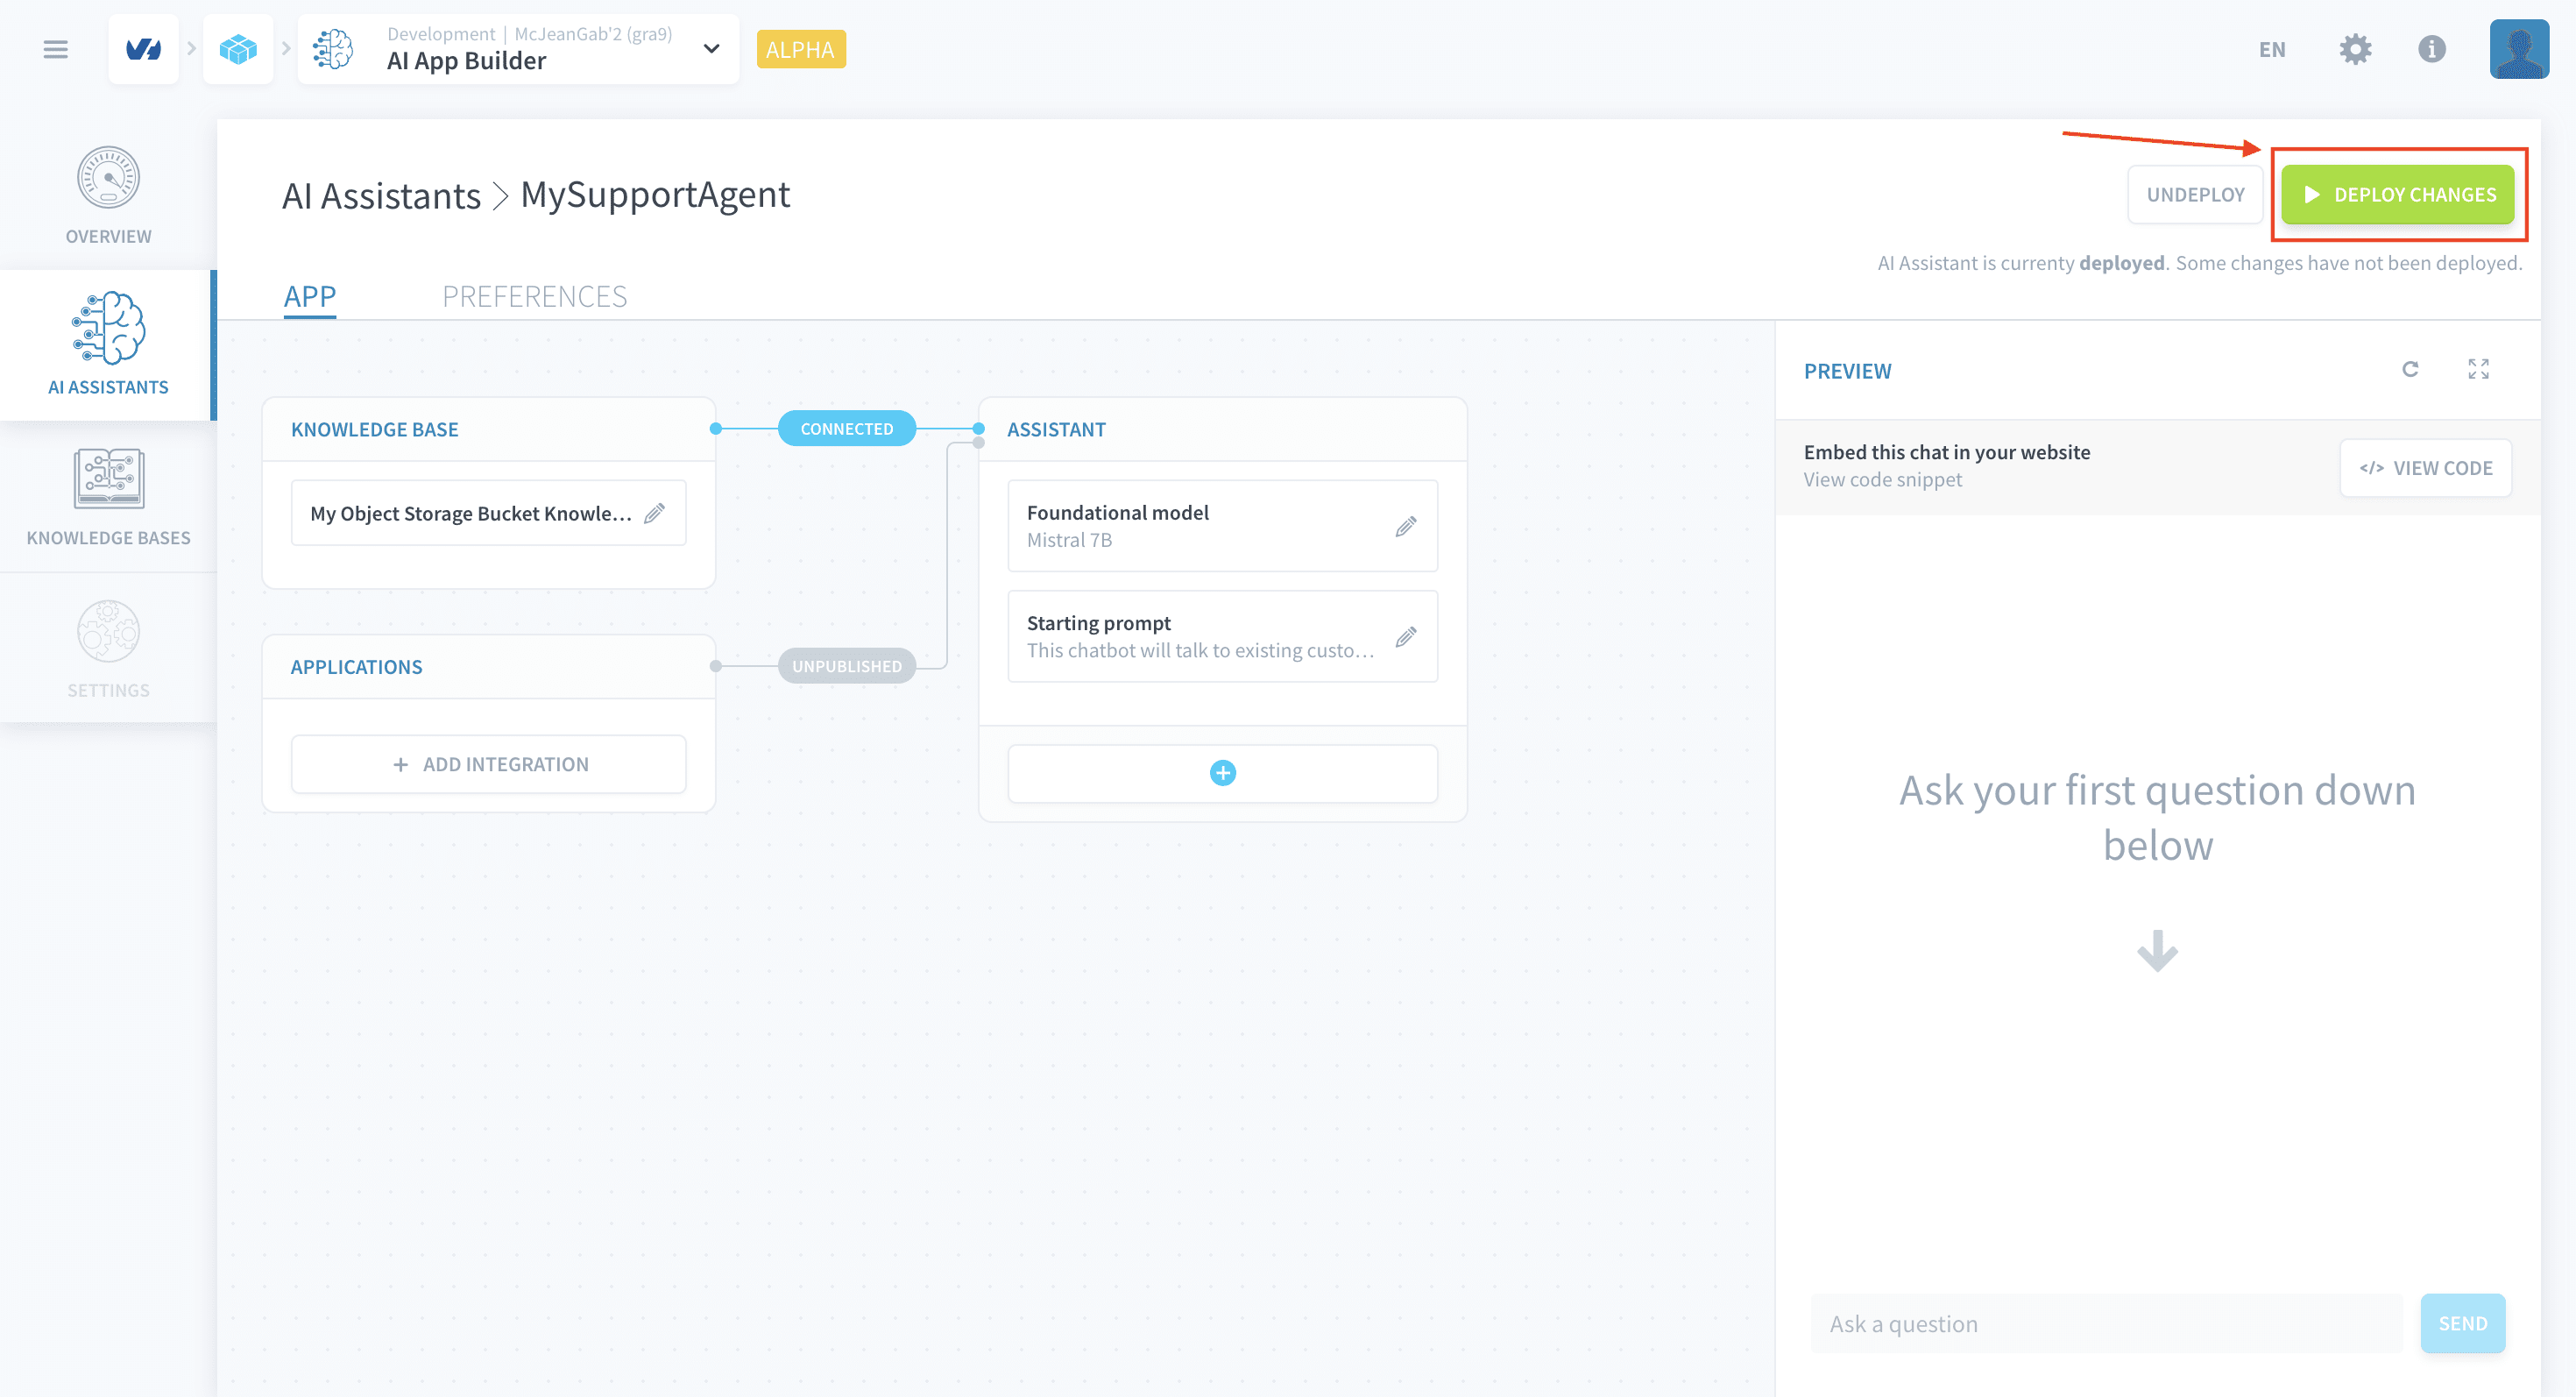 Development | McJeanGab'2 (gra9)
AI App Builder
ALPHA
EN
OVERVIEW
AI ASSISTANTS
KNOWLEDGE BASES
SETTINGS
AI Assistants > MySupportAgent
UNDEPLOY
DEPLOY CHANGES
AI Assistant is currenty deployed. Some changes have not been deployed.
APP
PREFERENCES
KNOWLEDGE BASE
My Object Storage Bucket Knowle...
CONNECTED
APPLICATIONS
+ ADD INTEGRATION
UNPUBLISHED
ASSISTANT
Foundational model
Mistral 7B
Starting prompt
This chatbot will talk to existing custo...
PREVIEW
Embed this chat in your website
View code snippet
</> VIEW CODE
Ask your first question down
below
Ask a question
SEND